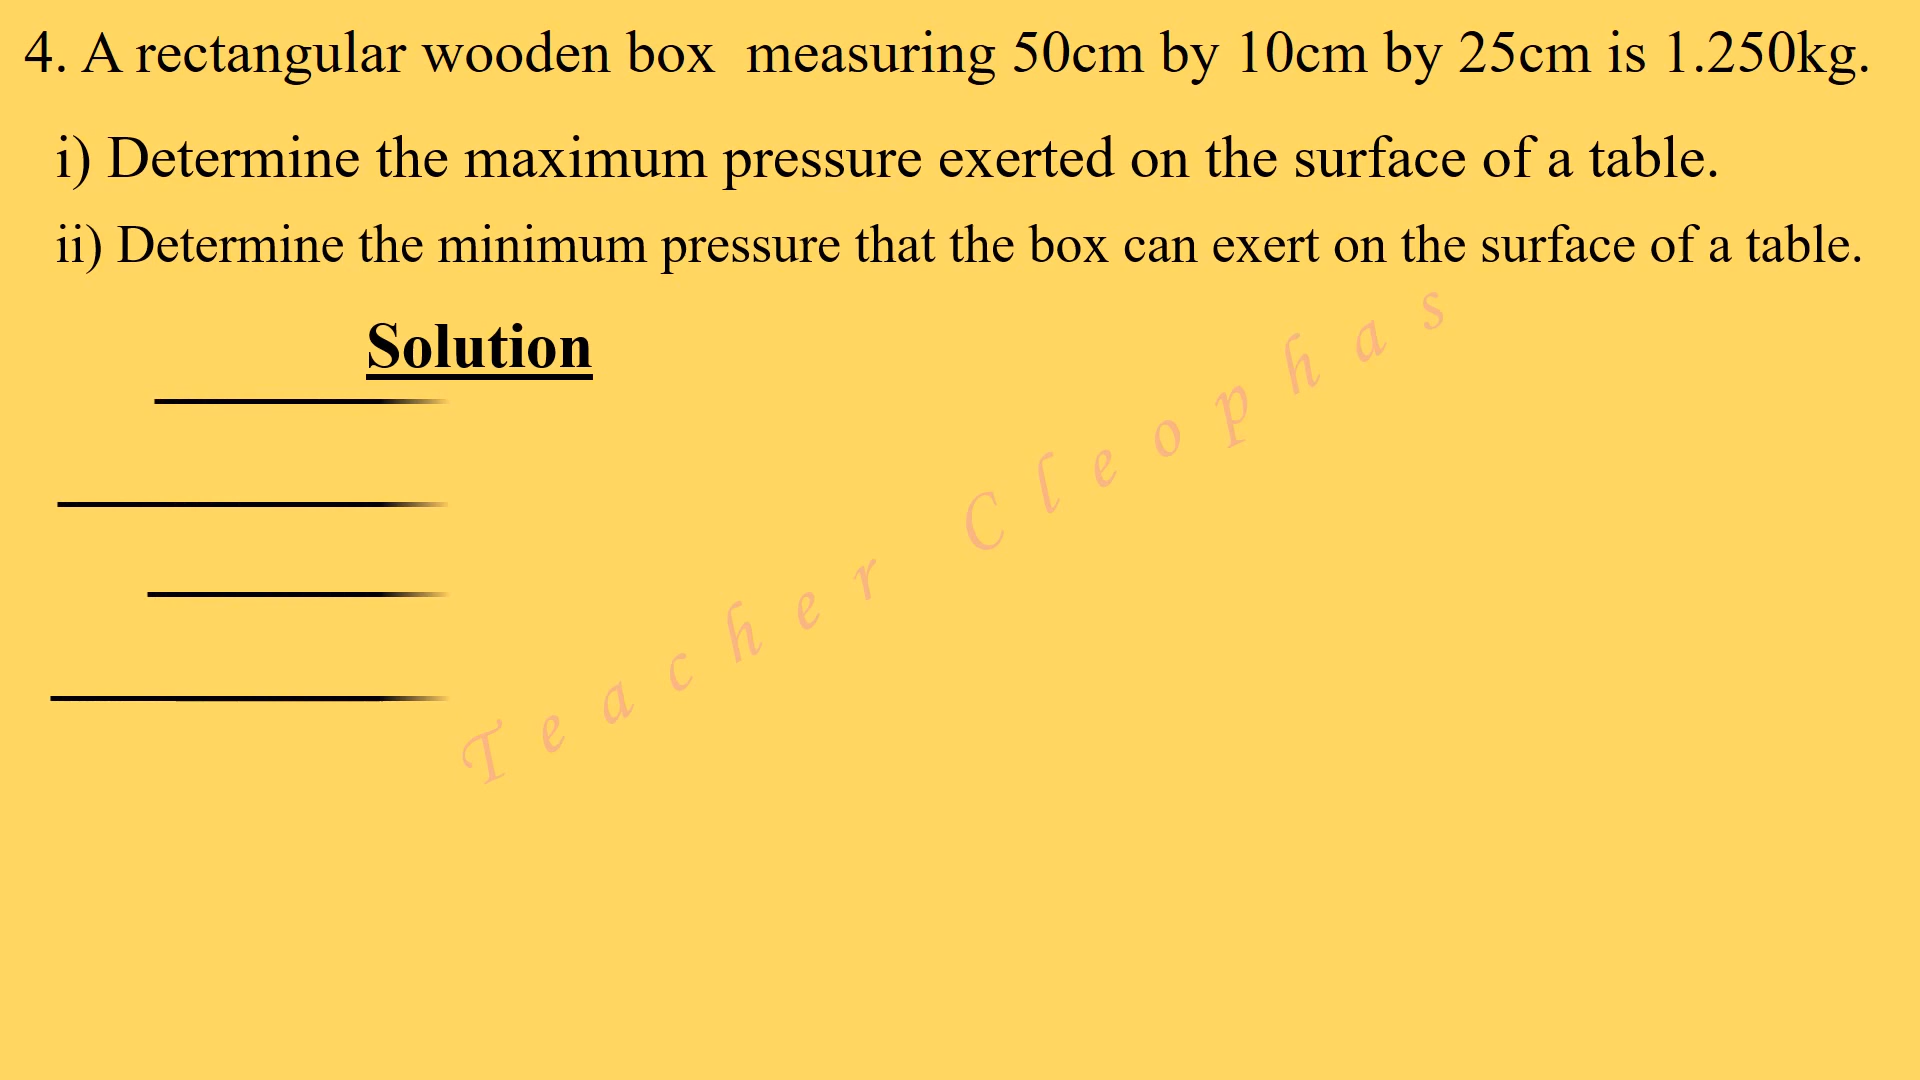 4. A rectangular wooden box measuring 50cm by 10cm by 25cm is 1.250kg.
i) Determine the maximum pressure exerted on the surface of a table.
ii) Determine the minimum pressure that the box can exert on the surface of a table.
Solution
Teacher Cleophas